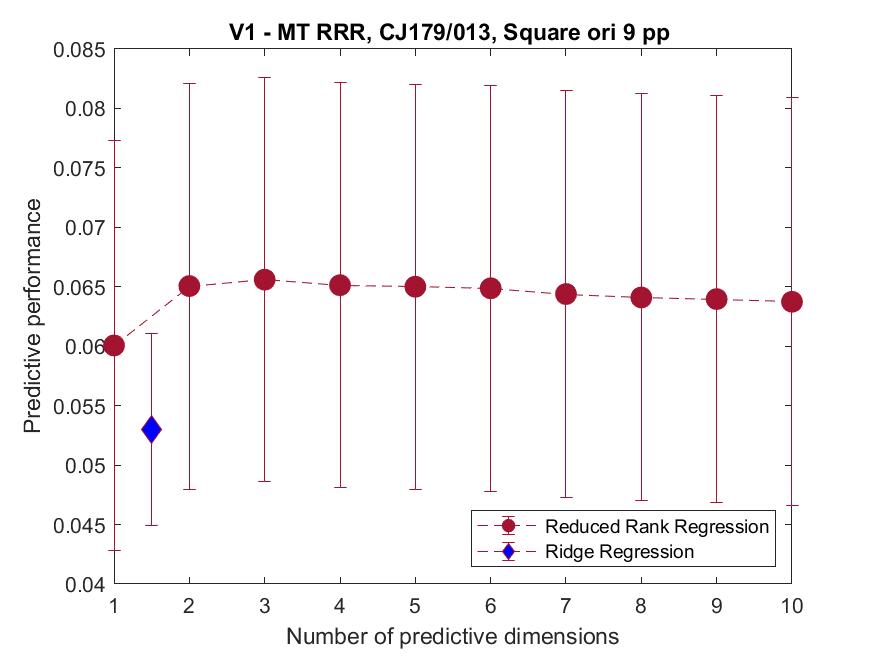 V1 - MT RRR, CJ179/013, Square ori 9 pp
0.085
0.08
0.075
0.07
0.065
0.06
0.055
0.05
0.045
0.04
Predictive performance
Reduced Rank Regression
Ridge Regression
1 2 3 4 5 6 7 8 9 10
Number of predictive dimensions